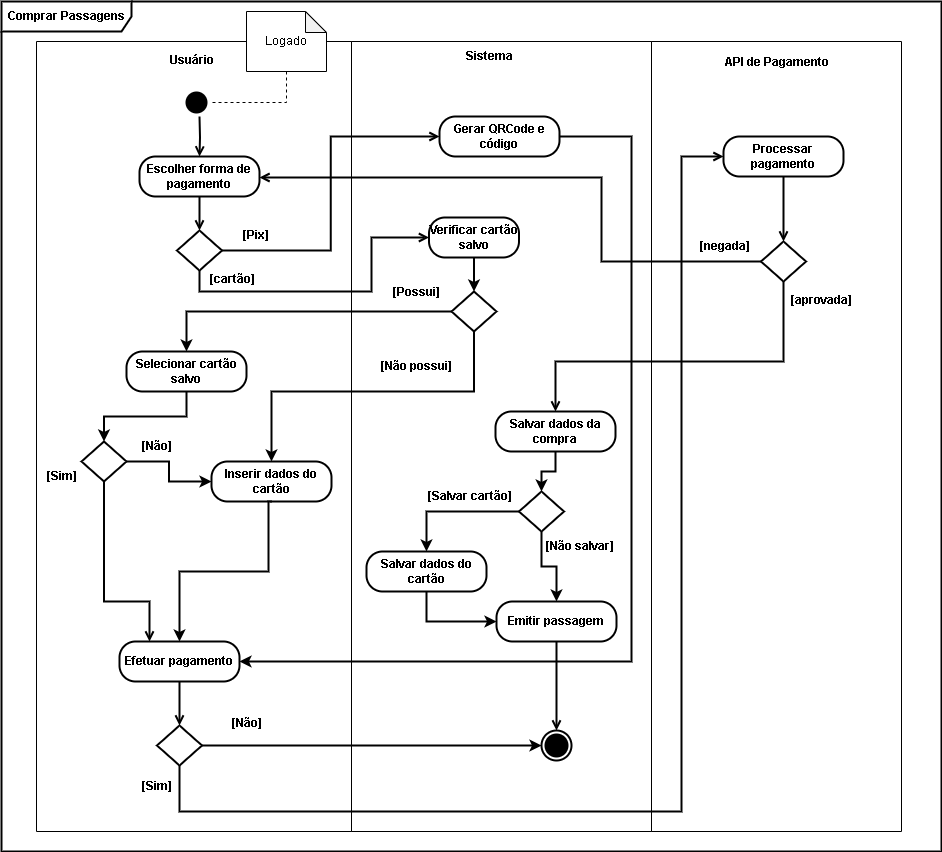 Comprar Passagens
Logado
Usuário
Sistema
API de Pagamento
Gerar QRCode e
código
Processar
pagamento
Escolher forma de
pagamento
[Pix]
Verificar cartão
salvo
[negada]
[cartão]
[Possui]
[aprovada]
Selecionar cartão
salvo
[Não possui]
Salvar dados da
compra
[Não]
[Sim]
Inserir dados do
cartão
[Salvar cartão]
[Não salvar]
Salvar dados do
cartão
Emitir passagem
Efetuar pagamento
[Não]
[Sim]